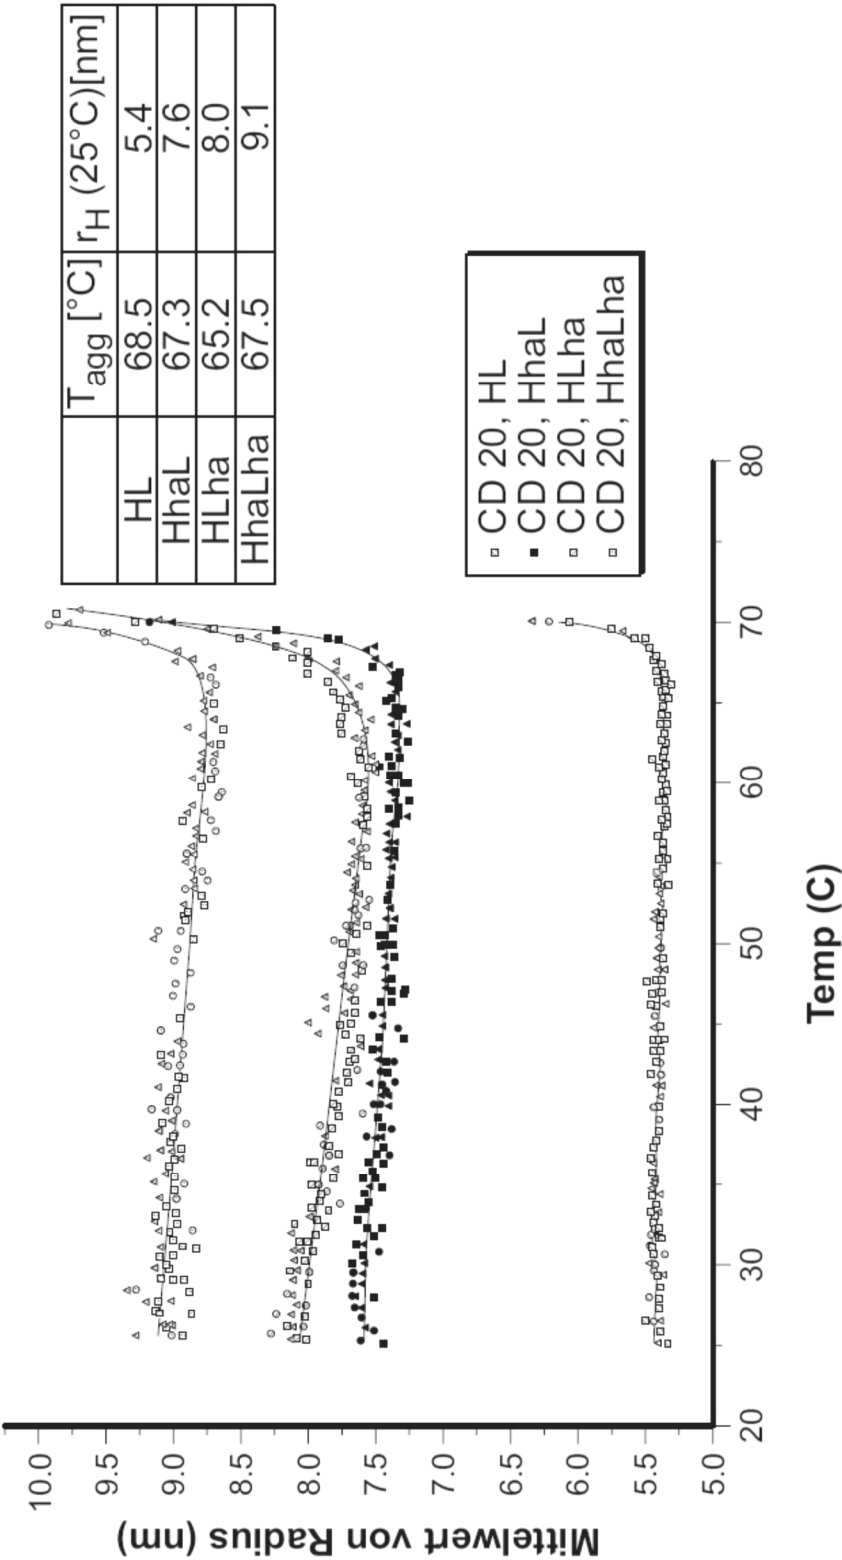 Tagg [°C] rH (25°C)[nm]
HL 68.5 5.4
HhaL 67.3 7.6
HLha 65.2 8.0
HhaLha 67.5 9.1
CD 20, HL
CD 20, HhaL
CD 20, HLha
CD 20, HhaLha
Mittelwert von Radius (nm)
10.0
9.5
9.0
8.5
8.0
7.5
7.0
6.5
6.0
5.5
5.0
20 30 40 50 60 70 80
Temp (C)